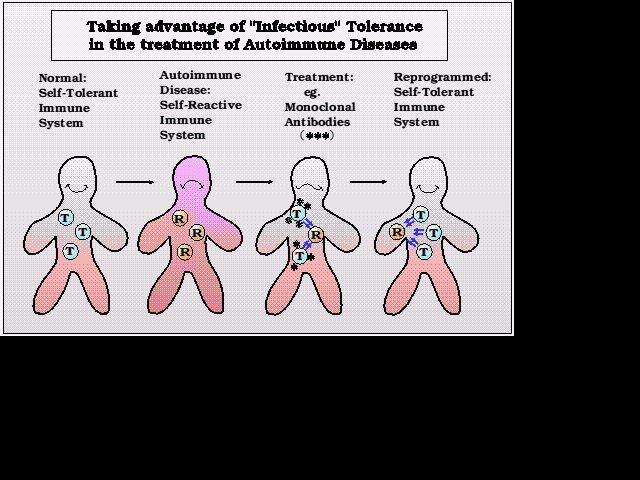 Taking advantage of "Infectious" Tolerance
in the treatment of Autoimmune Diseases
Normal:
Self-Tolerant
Immune
System
Autoimmune
Disease:
Self-Reactive
Immune
System
Treatment:
eg.
Monoclonal
Antibodies
(***)
Reprogrammed:
Self-Tolerant
Immune
System
T
T
T
R
R
R
T
R
T
T
R
T
T